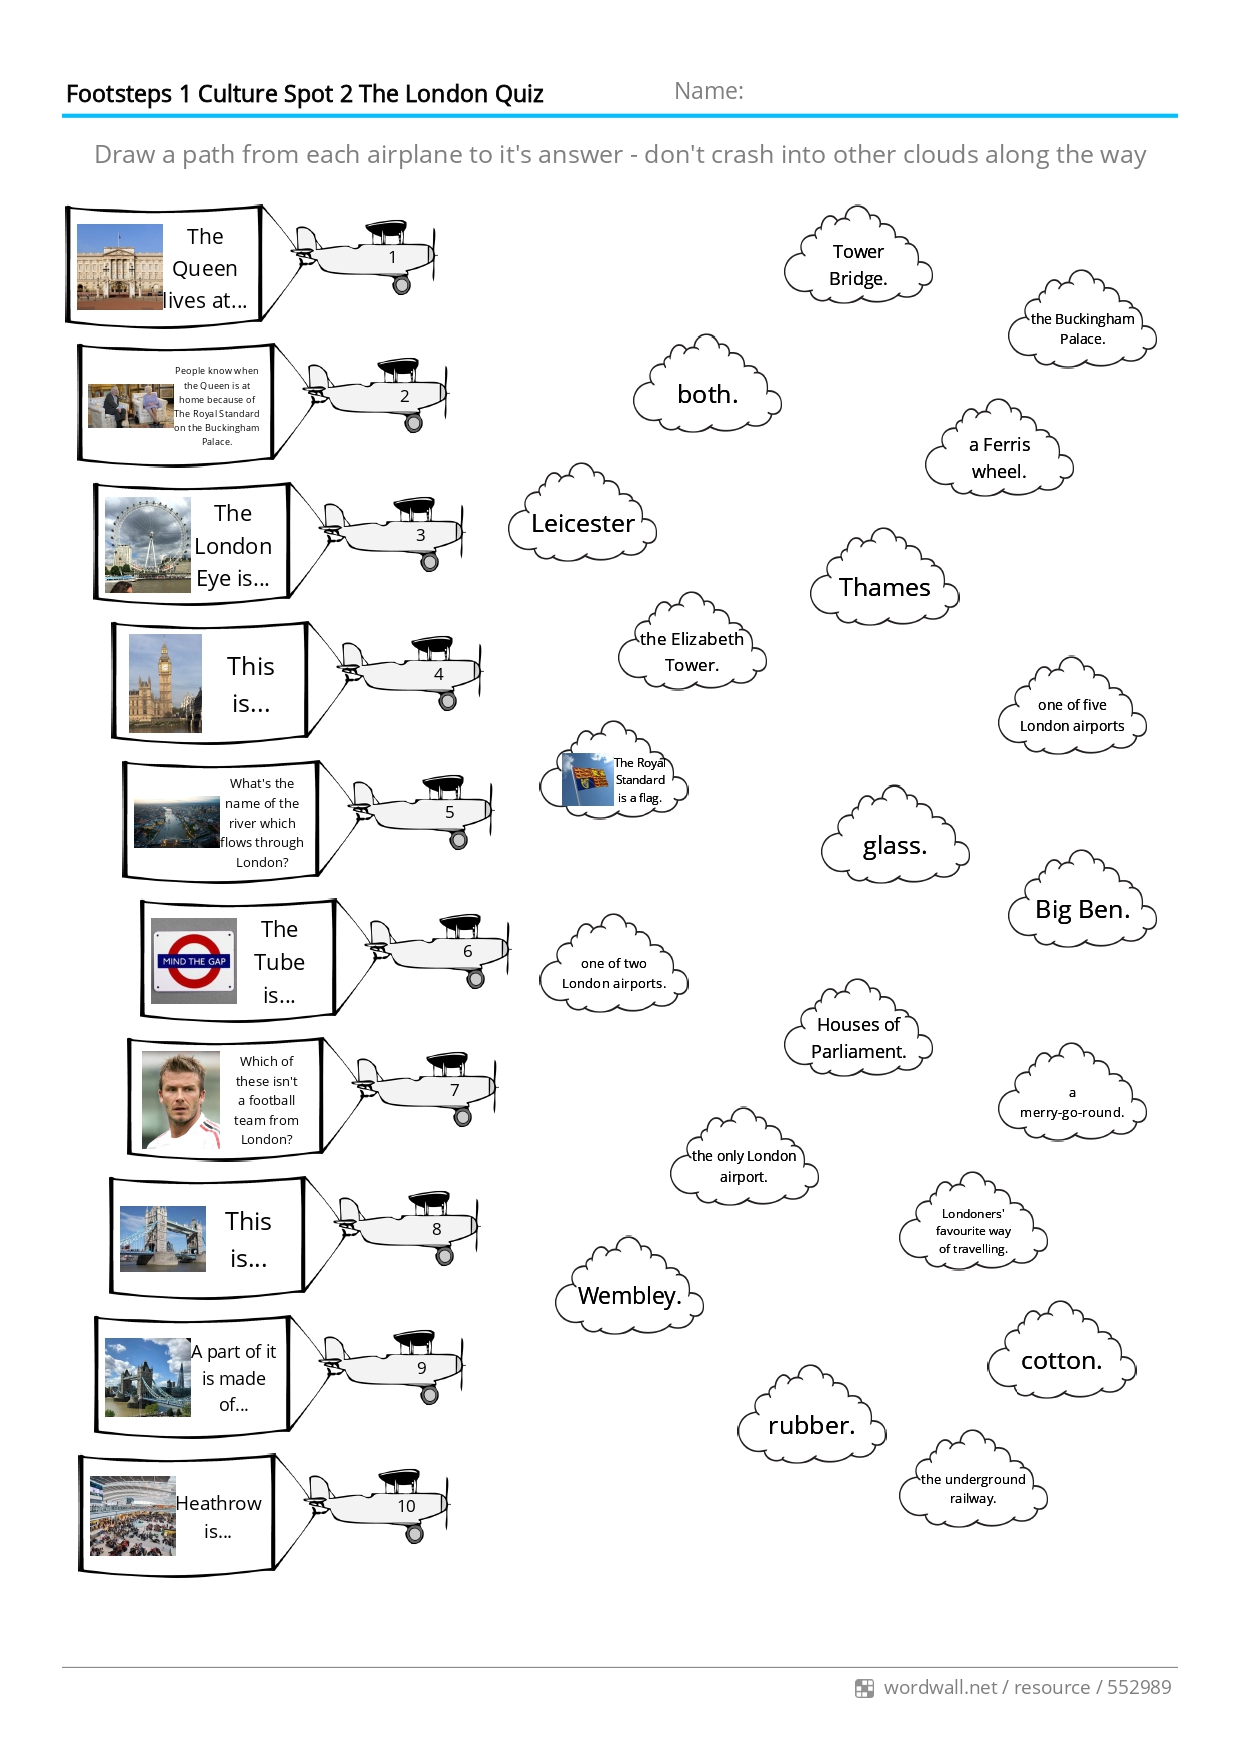 Footsteps 1 Culture Spot 2 The London Quiz
Name:
Draw a path from each airplane to it's answer - don't crash into other clouds along the way
The
Queen
lives at...
1
People know when
the Queen is at
home because of
The Royal Standard
on the Buckingham
Palace.
2
The
London
Eye is...
3
This
is...
4
What's the
name of the
river which
flows through
London?
5
MIND THE GAP
The
Tube
is...
6
Which of
these isn't
a football
team from
London?
7
This
is...
8
A part of it
is made
of...
9
Heathrow
is...
10
Tower
Bridge.
the Buckingham
Palace.
both.
a Ferris
wheel.
Leicester
Thames
the Elizabeth
Tower.
one of five
London airports
The Royal
Standard
is a flag.
glass.
Big Ben.
one of two
London airports.
Houses of
Parliament.
a
merry-go-round.
the only London
airport.
Londoners'
favourite way
of travelling.
Wembley.
cotton.
rubber.
the underground
railway.
wordwall.net / resource / 552989